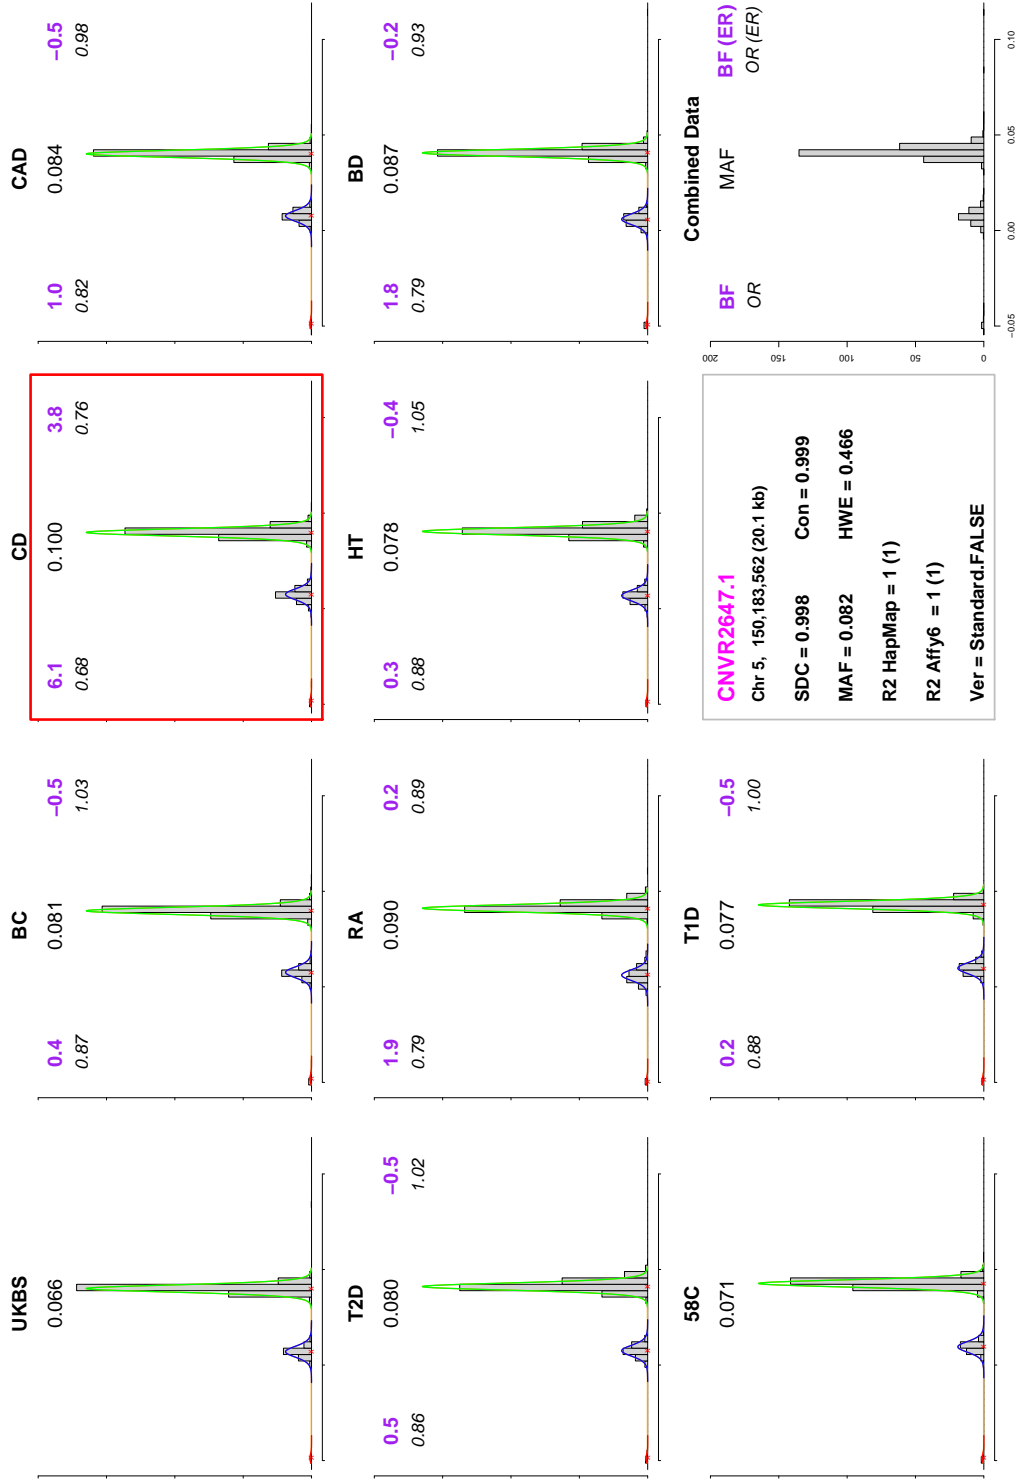 UKBS
0.066
BC
0.4 0.081 −0.5
0.87 1.03
CD
6.1 0.100 3.8
0.68 0.76
CAD
1.0 0.084 −0.5
0.82 0.98
T2D
0.5 0.080 −0.5
0.86 1.02
RA
1.9 0.090 0.2
0.79 0.89
HT
0.3 0.078 −0.4
0.88 1.05
BD
1.8 0.087 −0.2
0.79 0.93
58C
0.071
T1D
0.2 0.077 −0.5
0.88 1.00
CNVR2647.1
Chr 5, 150,183,562 (20.1 kb)
SDC = 0.998 Con = 0.999
MAF = 0.082 HWE = 0.466
R2 HapMap = 1 (1)
R2 Affy6 = 1 (1)
Ver = Standard.FALSE
Combined Data
BF MAF BF (ER)
OR OR (ER)
200
150
100
50
0
−0.05 0.00 0.05 0.10